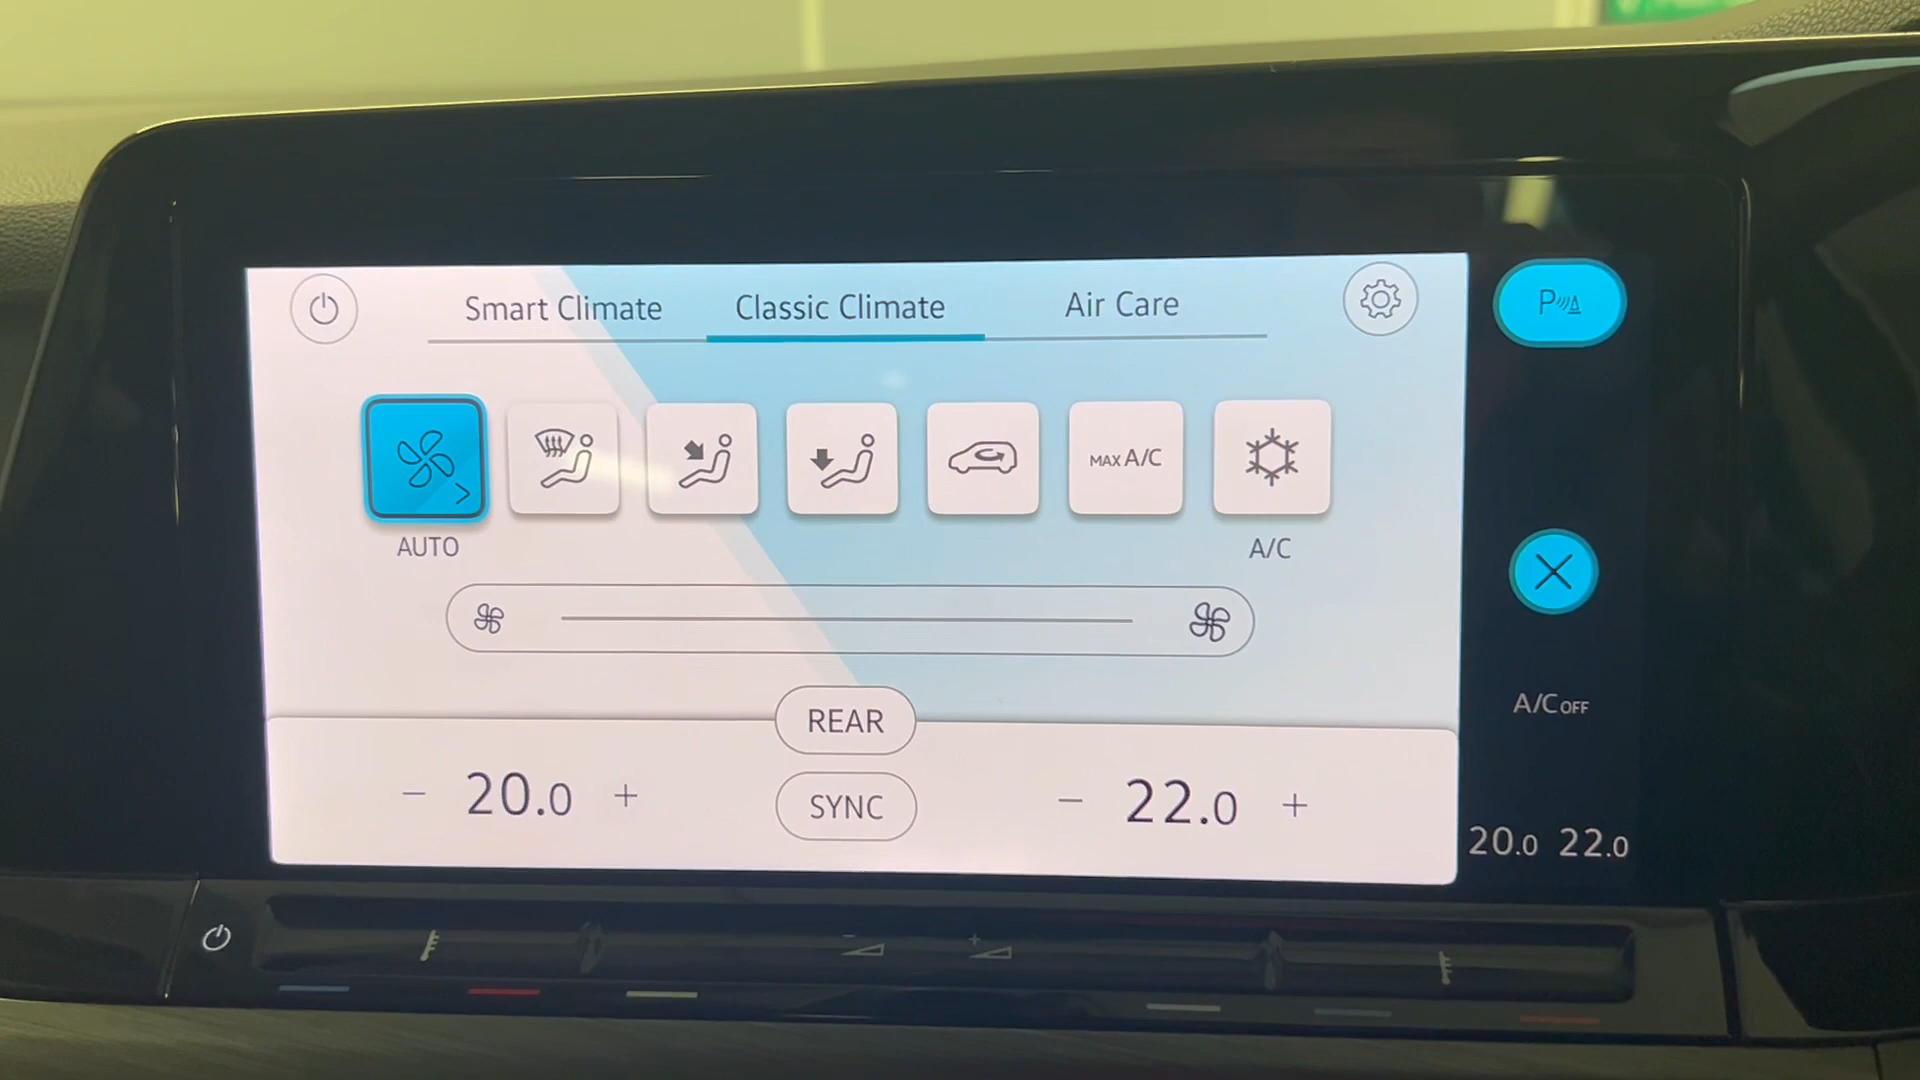 Smart Climate
Classic Climate
Air Care
P
MAX A/C
AUTO
A/C
A/C OFF
REAR
− 20.0 +
SYNC
− 22.0 +
20.0 22.0